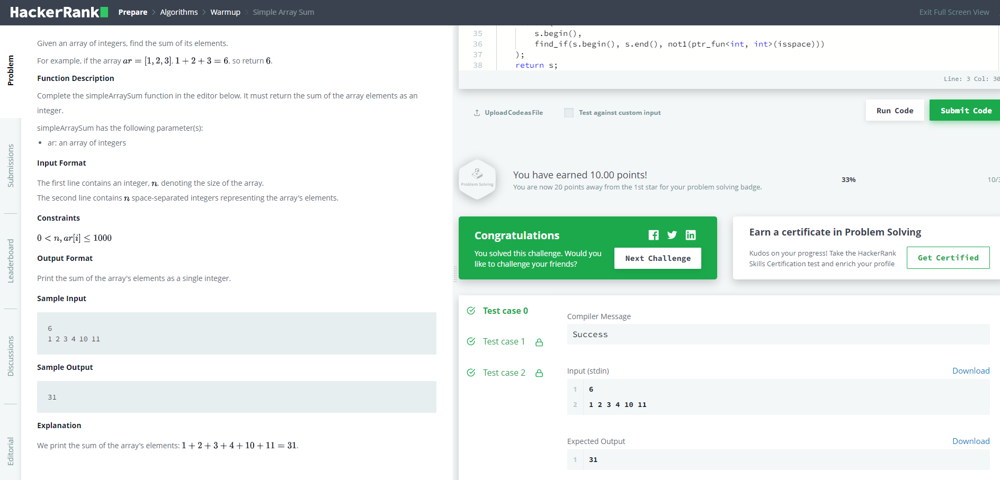 HackerRank Prepare > Algorithms > Warmup > Simple Array Sum
Exit Full Screen View
Problem
Submissions
Leaderboard
Discussions
Editorial
Given an array of integers, find the sum of its elements.
For example, if the array ar = [1, 2, 3], 1 + 2 + 3 = 6, so return 6.
Function Description
Complete the simpleArraySum function in the editor below. It must return the sum of the array elements as an
integer.
simpleArraySum has the following parameter(s):
• ar: an array of integers
Input Format
The first line contains an integer, n, denoting the size of the array.
The second line contains n space-separated integers representing the array's elements.
Constraints
0 < n, ar[i] ≤ 1000
Output Format
Print the sum of the array's elements as a single integer.
Sample Input
6
1 2 3 4 10 11
Sample Output
31
Explanation
We print the sum of the array's elements: 1 + 2 + 3 + 4 + 10 + 11 = 31.
35 s.begin(),
36 find_if(s.begin(), s.end(), not1(ptr_fun<int, int>(isspace)))
37 );
38 return s;
Line: 3 Col: 30
Upload Code as File
Test against custom input
Run Code
Submit Code
Problem Solving
You have earned 10.00 points!
You are now 20 points away from the 1st star for your problem solving badge.
33%
10/3
Congratulations
You solved this challenge. Would you
like to challenge your friends?
Next Challenge
Earn a certificate in Problem Solving
Kudos on your progress! Take the HackerRank
Skills Certification test and enrich your profile
Get Certified
Test case 0
Test case 1
Test case 2
Compiler Message
Success
Input (stdin)
Download
1 6
2 1 2 3 4 10 11
Expected Output
Download
1 31